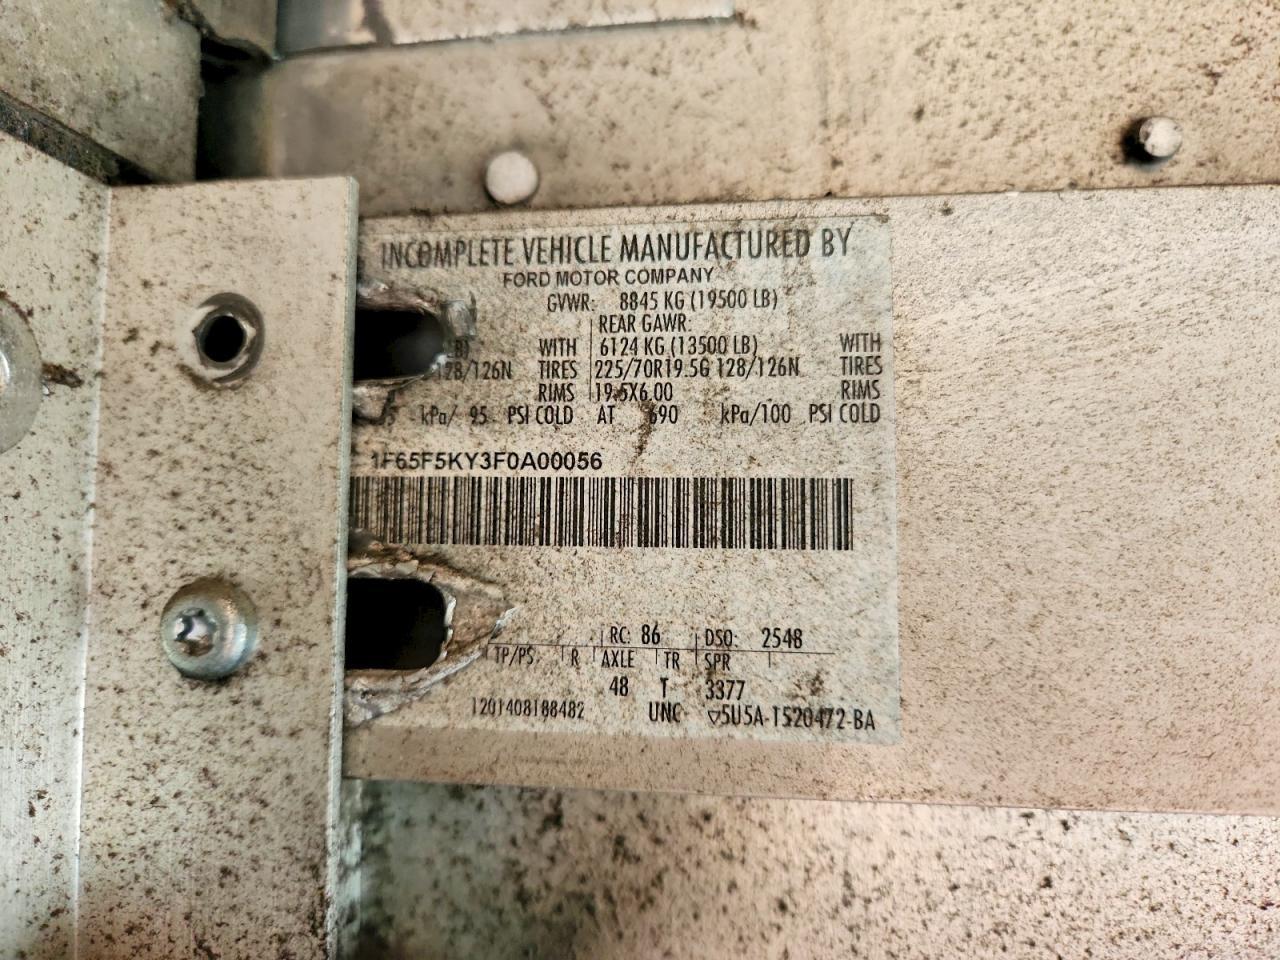 INCOMPLETE VEHICLE MANUFACTURED BY
FORD MOTOR COMPANY
GVWR: 8845 KG (19500 LB)
REAR GAWR:
LB) WITH 6124 KG (13500 LB) WITH
128/126N TIRES 225/70R19.5G 128/126N TIRES
RIMS 19.5X6.00 RIMS
5 kPa/ 95 PSI COLD AT 690 kPa/100 PSI COLD
1F65F5KY3F0A00056
RC: 86 DSO: 2548
TP/PS R AXLE TR SPR
48 T 3377
1201408188482 UNC 5U5A-1520472-BA